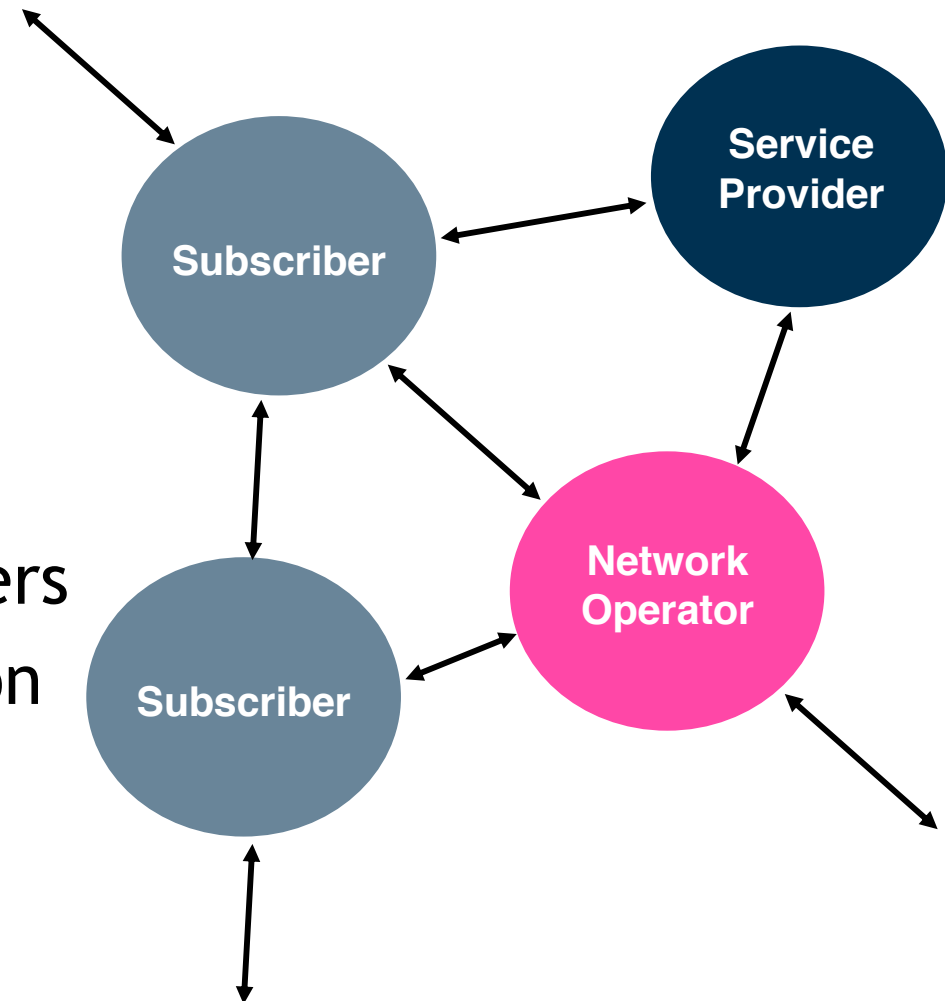 Service
Provider
Subscriber
Network
Operator
ers
on
Subscriber